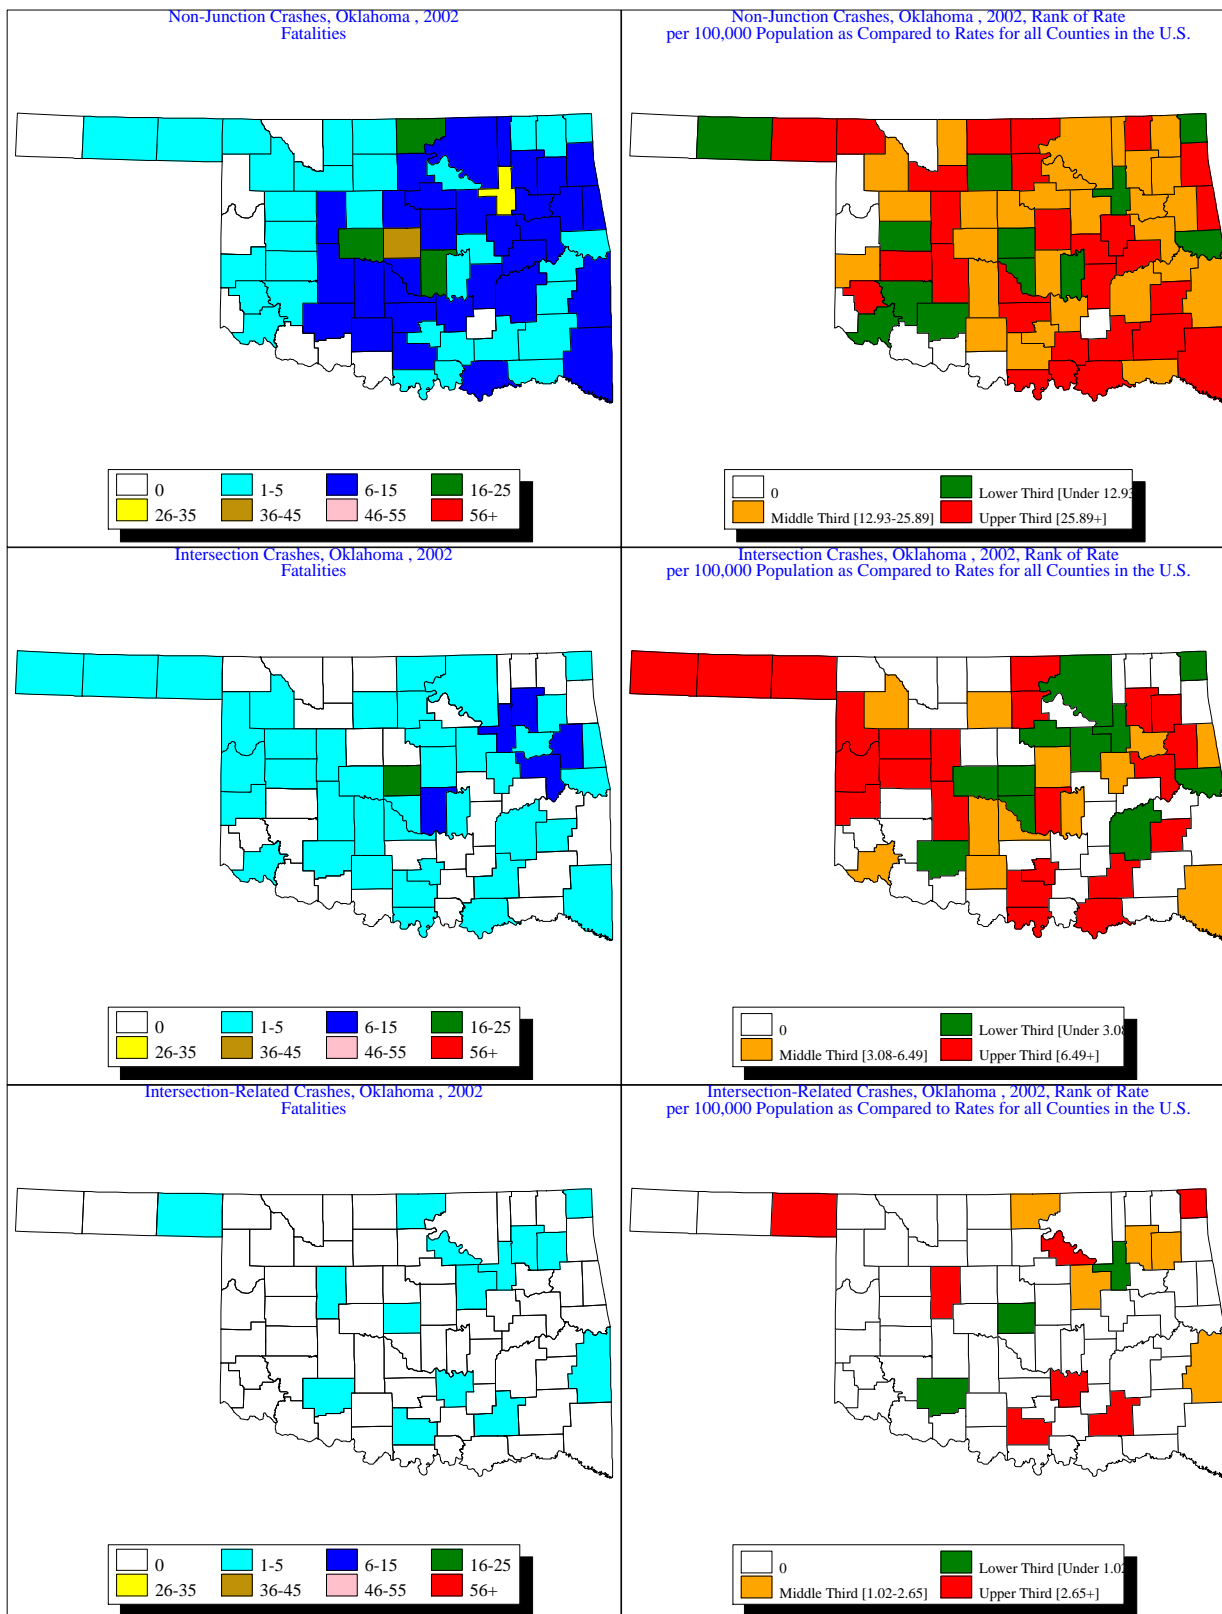 Non-Junction Crashes, Oklahoma , 2002
Fatalities
0
1-5
6-15
16-25
26-35
36-45
46-55
56+
Non-Junction Crashes, Oklahoma , 2002, Rank of Rate
per 100,000 Population as Compared to Rates for all Counties in the U.S.
0
Lower Third [Under 12.93
Middle Third [12.93-25.89]
Upper Third [25.89+]
Intersection Crashes, Oklahoma , 2002
Fatalities
0
1-5
6-15
16-25
26-35
36-45
46-55
56+
Intersection Crashes, Oklahoma , 2002, Rank of Rate
per 100,000 Population as Compared to Rates for all Counties in the U.S.
0
Lower Third [Under 3.08
Middle Third [3.08-6.49]
Upper Third [6.49+]
Intersection-Related Crashes, Oklahoma , 2002
Fatalities
0
1-5
6-15
16-25
26-35
36-45
46-55
56+
Intersection-Related Crashes, Oklahoma , 2002, Rank of Rate
per 100,000 Population as Compared to Rates for all Counties in the U.S.
0
Lower Third [Under 1.02
Middle Third [1.02-2.65]
Upper Third [2.65+]